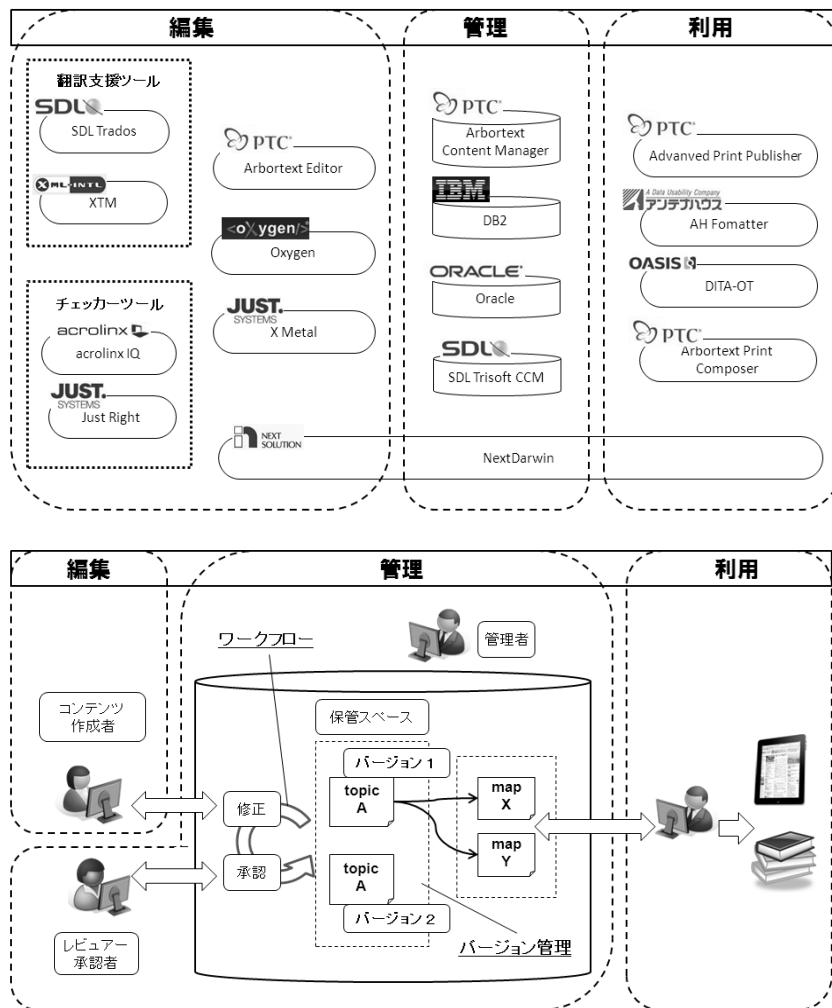 編集
管理
利用
翻訳支援ツール
SDL
SDL Trados
XML-INTL
XTM
チェッカーツール
acrolinx
acrolinx IQ
JUST.
SYSTEMS
Just Right
PTC
Arbortext Editor
<oXygen/>
Oxygen
JUST.
SYSTEMS
X Metal
PTC
Arbortext
Content Manager
IBM
DB2
ORACLE
Oracle
SDL
SDL Trisoft CCM
PTC
Advanved Print Publisher
A Data Usability Company
アンテナハウス
AH Fomatter
OASIS
DITA-OT
PTC
Arbortext Print
Composer
NEXT
SOLUTION
NextDarwin
編集
管理
利用
ワークフロー
管理者
コンテンツ
作成者
保管スペース
バージョン1
topic
A
map
X
修正
map
Y
承認
topic
A
バージョン2
バージョン管理
レビュアー
承認者